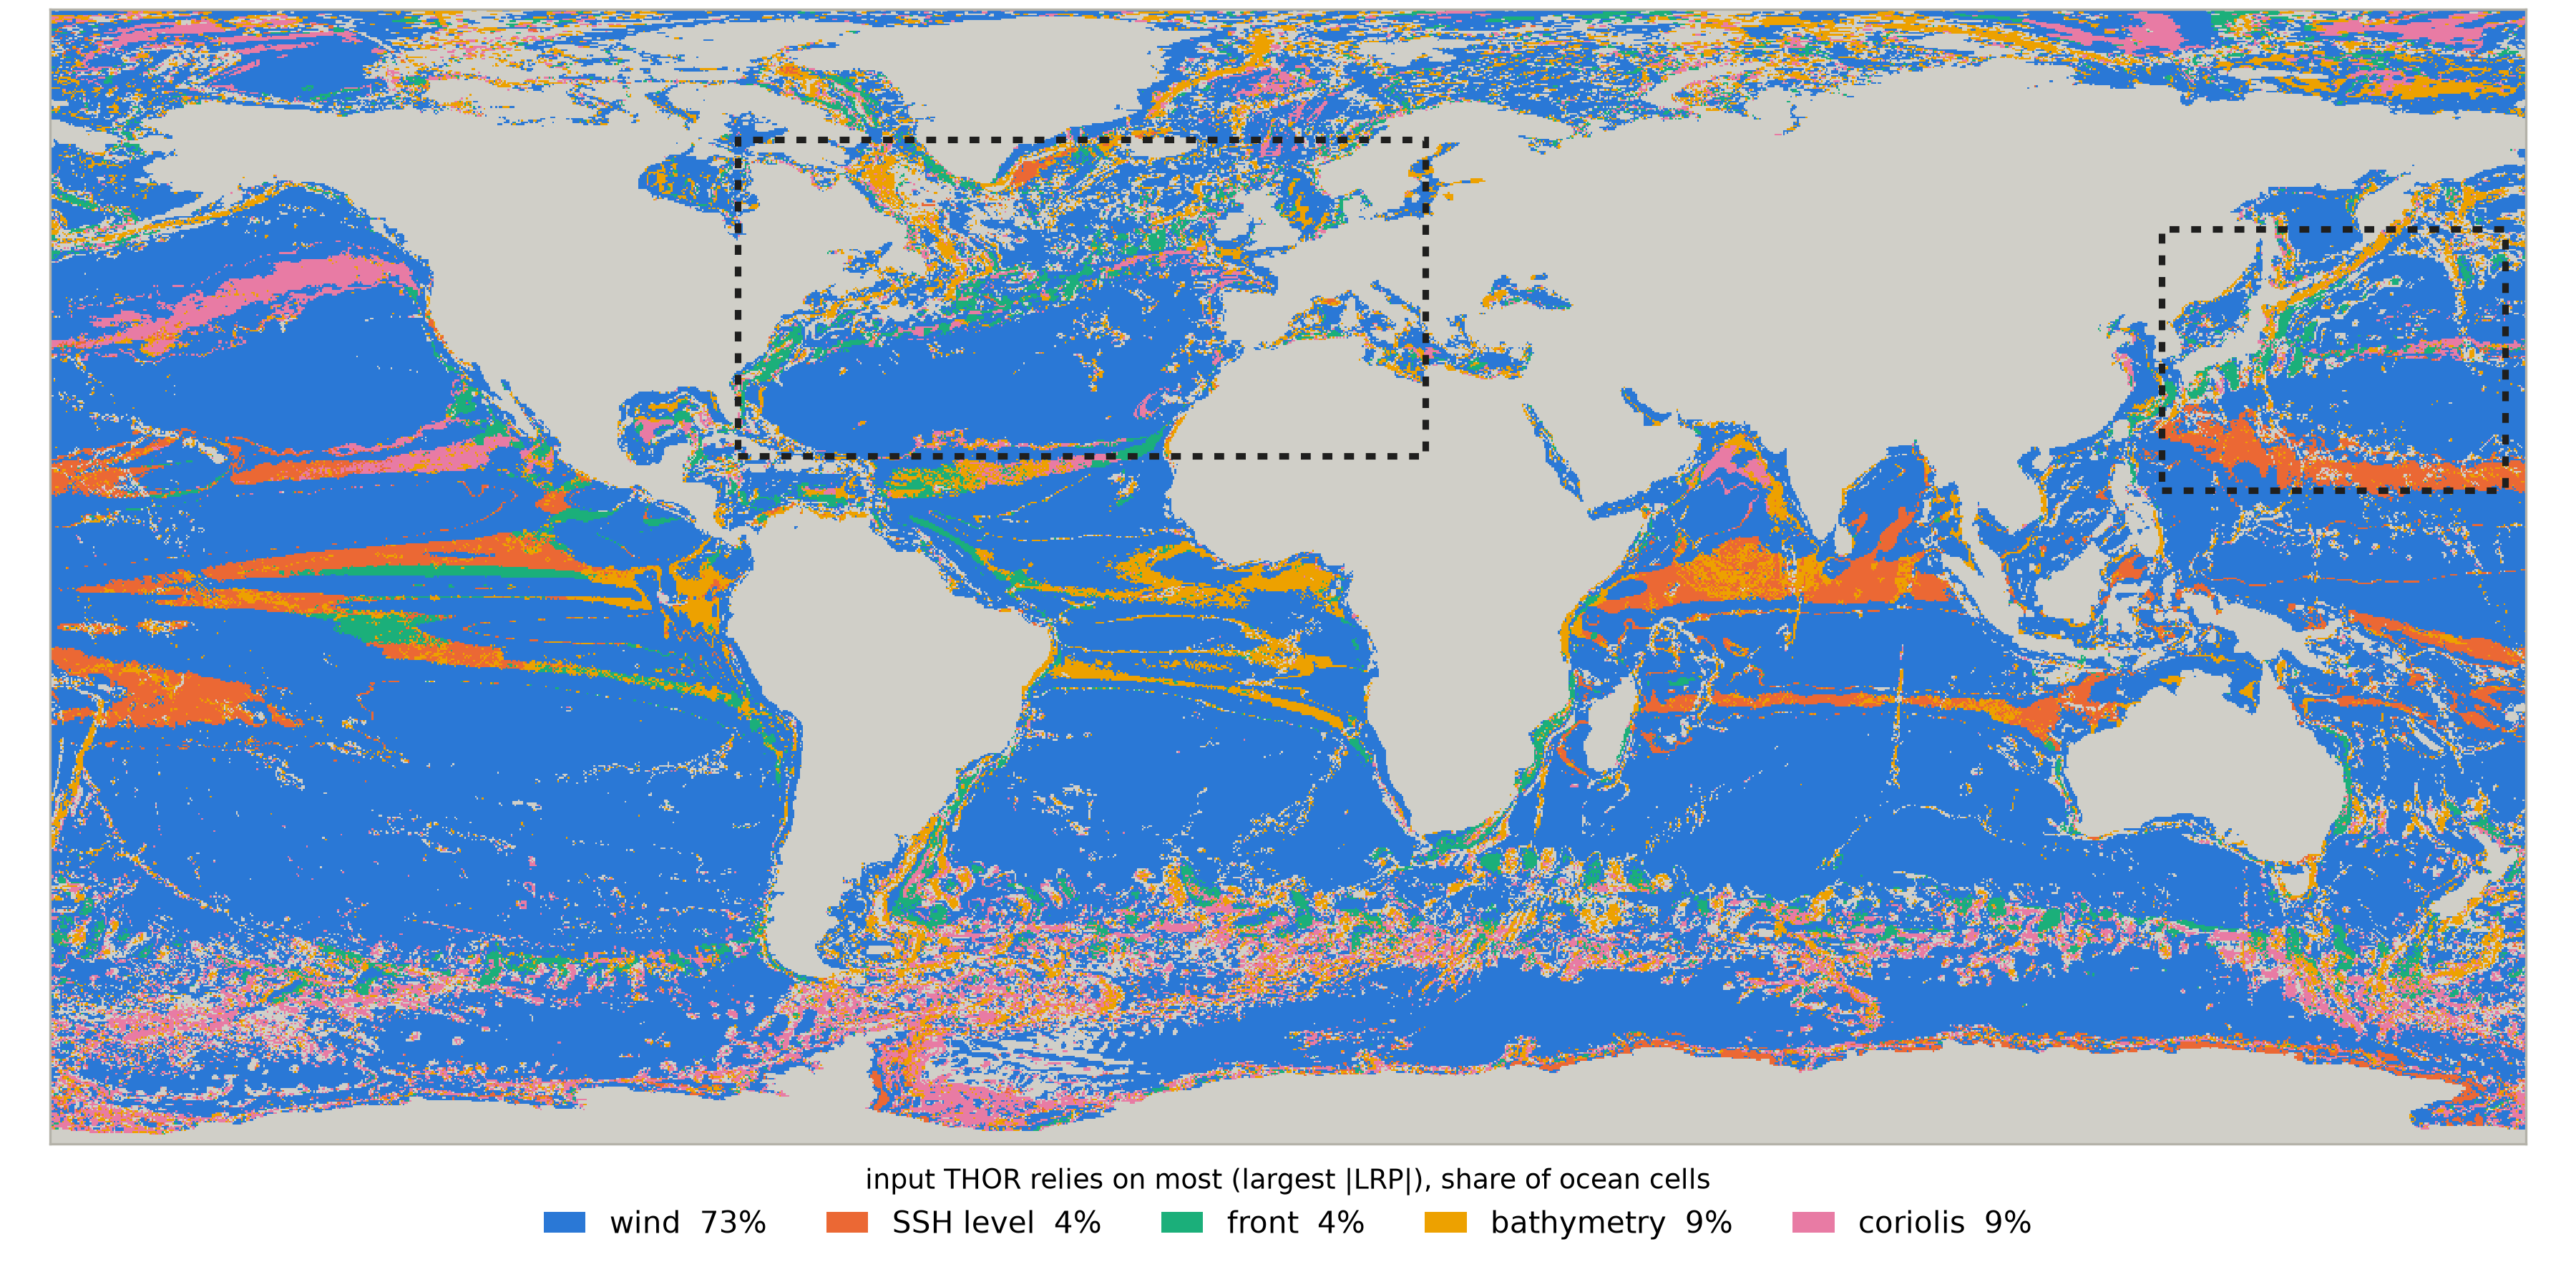 input THOR relies on most (largest |LRP|), share of ocean cells
wind 73% SSH level 4% front 4% bathymetry 9% coriolis 9%